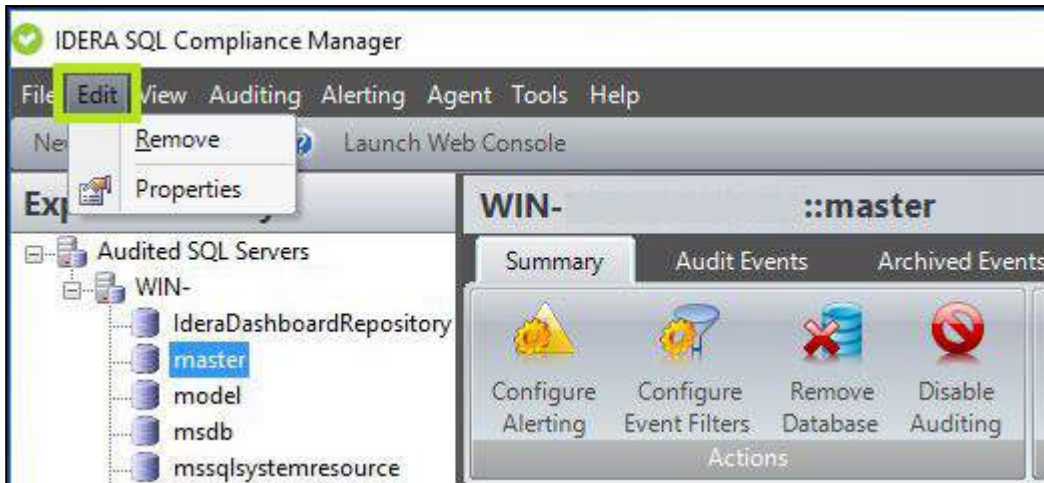 IDERA SQL Compliance Manager
File Edit View Auditing Alerting Agent Tools Help
Launch Web Console
Remove
Properties
WIN- ::master
Audited SQL Servers
Summary Audit Events Archived Events
WIN-
IderaDashboardRepository
master
model
msdb
mssqlsystemresource
Configure Alerting
Configure Event Filters
Remove Database
Disable Auditing
Actions